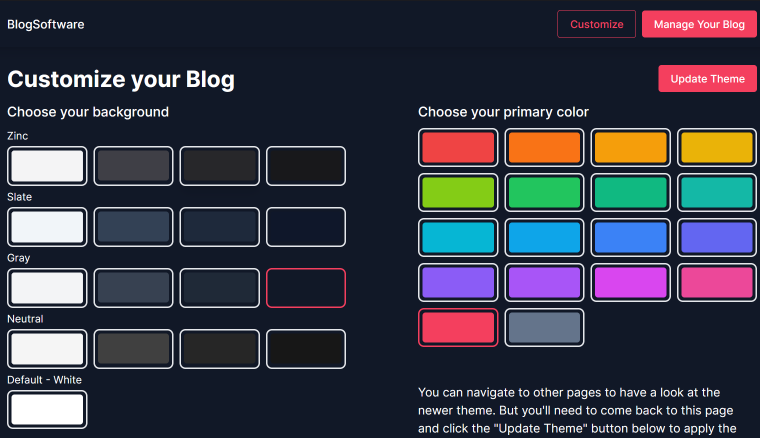 BlogSoftware
Customize
Manage Your Blog
Customize your Blog
Update Theme
Choose your background
Zinc
Slate
Gray
Neutral
Default - White
Choose your primary color
You can navigate to other pages to have a look at the
newer theme. But you'll need to come back to this page
and click the "Update Theme" button below to apply the